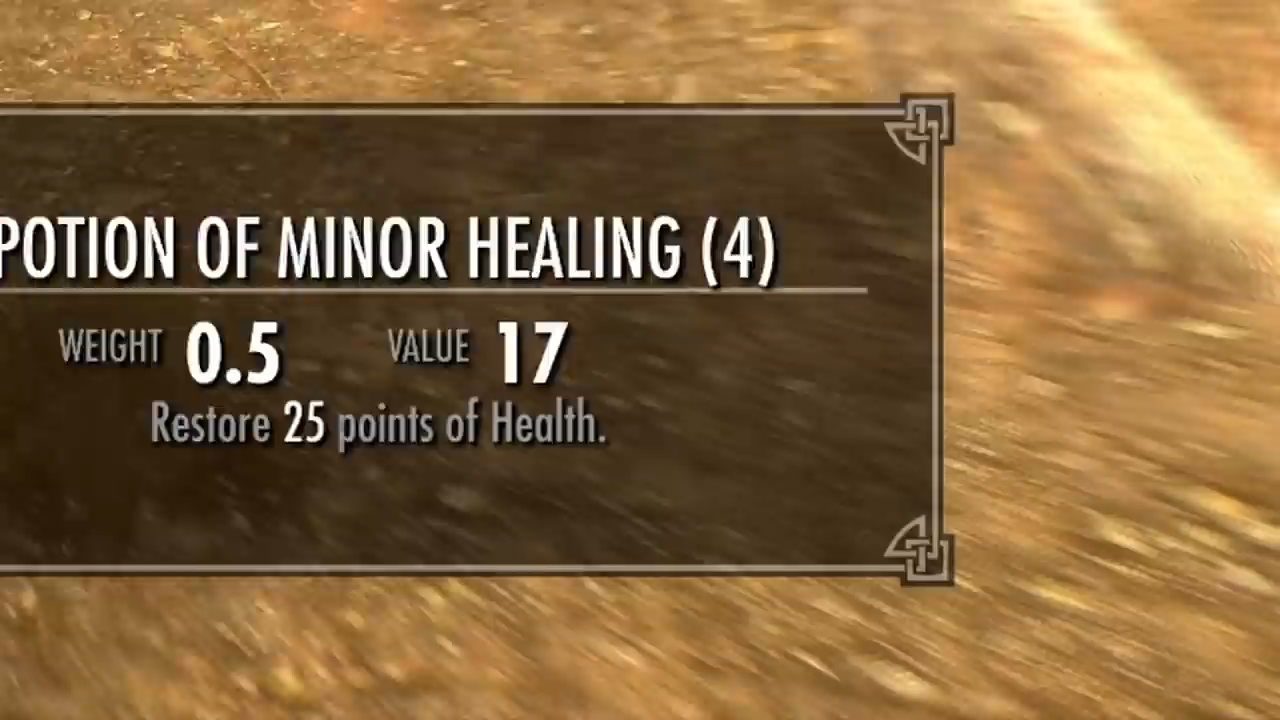 POTION OF MINOR HEALING (4)
WEIGHT 0.5 VALUE 17
Restore 25 points of Health.